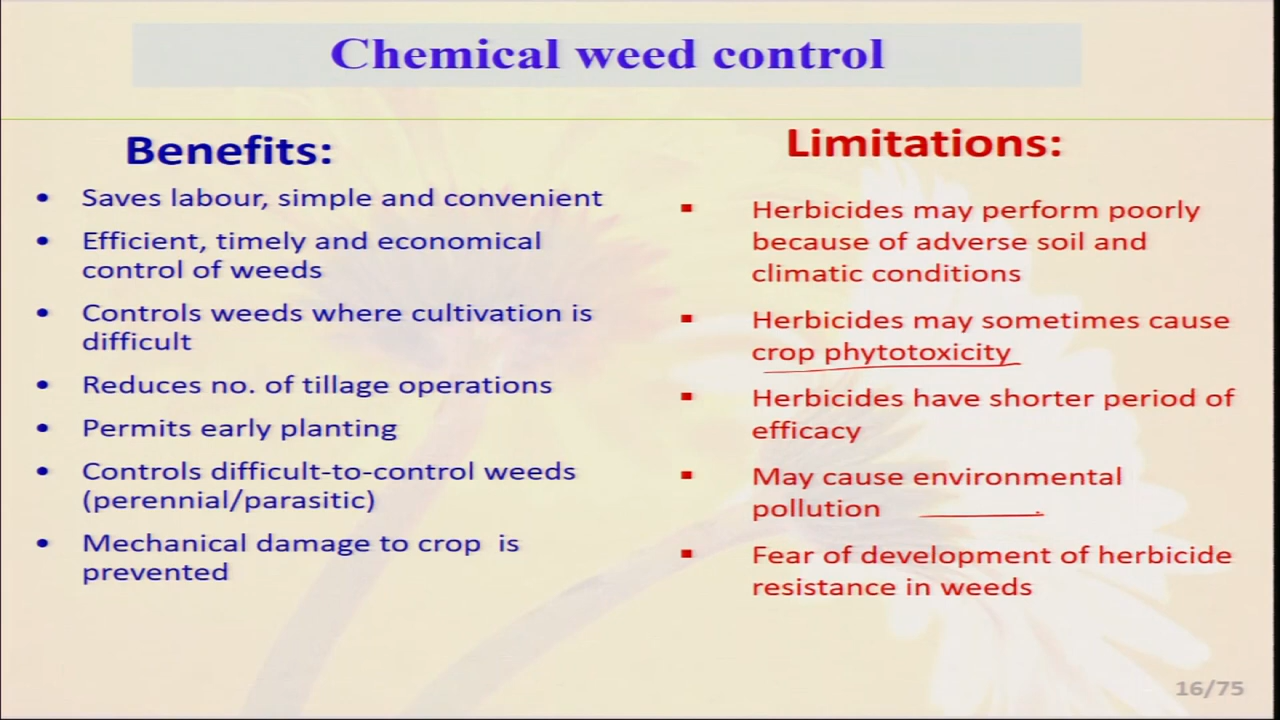 Chemical weed control
Benefits:
• Saves labour, simple and convenient
• Efficient, timely and economical
control of weeds
• Controls weeds where cultivation is
difficult
• Reduces no. of tillage operations
• Permits early planting
• Controls difficult-to-control weeds
(perennial/parasitic)
• Mechanical damage to crop is
prevented
Limitations:
▪ Herbicides may perform poorly
because of adverse soil and
climatic conditions
▪ Herbicides may sometimes cause
crop phytotoxicity
▪ Herbicides have shorter period of
efficacy
▪ May cause environmental
pollution
▪ Fear of development of herbicide
resistance in weeds
16/75